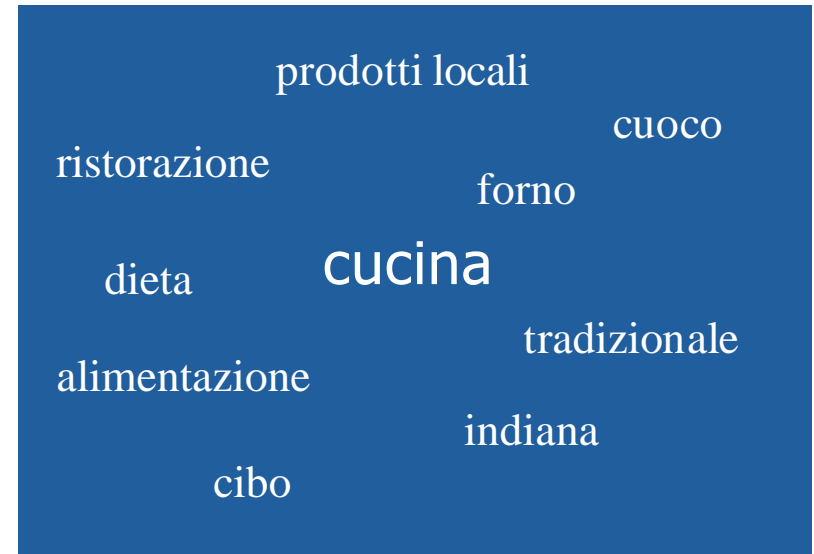 prodotti locali
cuoco
ristorazione
forno
cucina
dieta
tradizionale
alimentazione
indiana
cibo